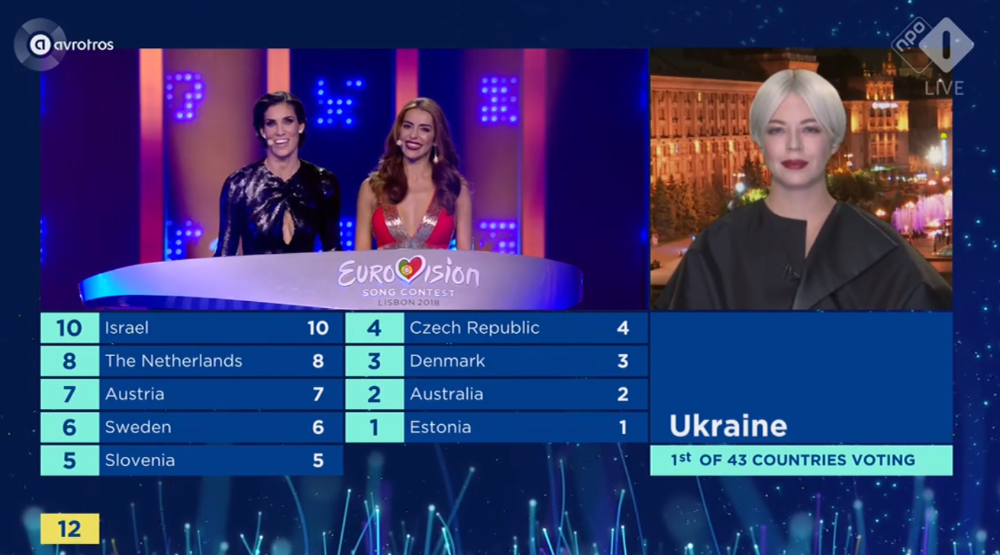 avrotros
npo 1
LIVE
EUROVISION
SONG CONTEST
LISBON 2018
10 Israel 10
8 The Netherlands 8
7 Austria 7
6 Sweden 6
5 Slovenia 5
4 Czech Republic 4
3 Denmark 3
2 Australia 2
1 Estonia 1
Ukraine
1st OF 43 COUNTRIES VOTING
12